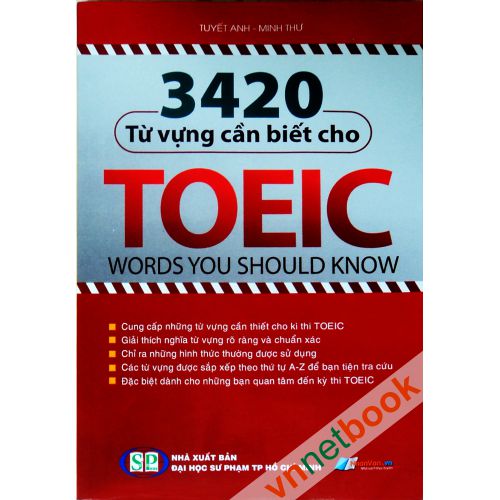 TUYẾT ANH - MINH THƯ
3420
Từ vựng cần biết cho
TOEIC
WORDS YOU SHOULD KNOW
Cung cấp những từ vựng cần thiết cho kì thi TOEIC
Giải thích nghĩa từ vựng rõ ràng và chuẩn xác
Chỉ ra những hình thức thường được sử dụng
Các từ vựng được sắp xếp theo thứ tự A-Z để bạn tiện tra cứu
Đặc biệt dành cho những bạn quan tâm đến kỳ thi TOEIC
SP
NHÀ XUẤT BẢN
ĐẠI HỌC SƯ PHẠM TP HỒ CHÍ MINH
NhânVăn.vn
vnnetbook